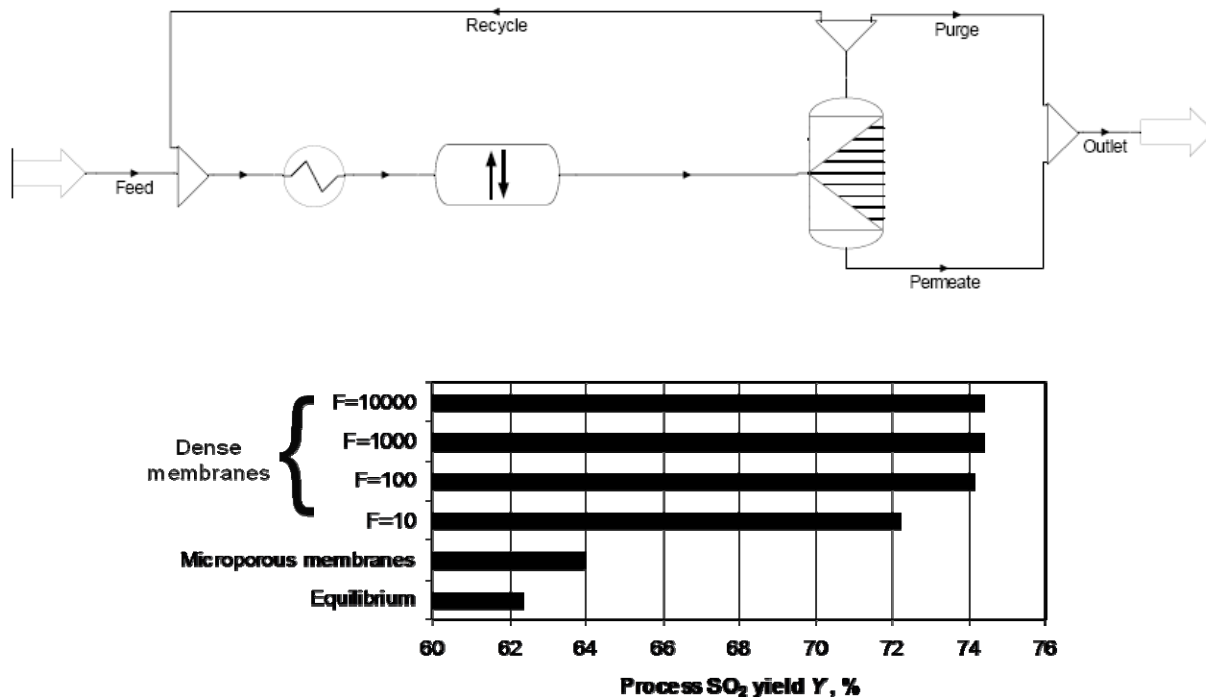 Recycle
Purge
Feed
Outlet
Permeate
Dense
membranes
F=10000
F=1000
F=100
F=10
Microporous membranes
Equilibrium
60 62 64 66 68 70 72 74 76
Process SO₂ yield Y, %